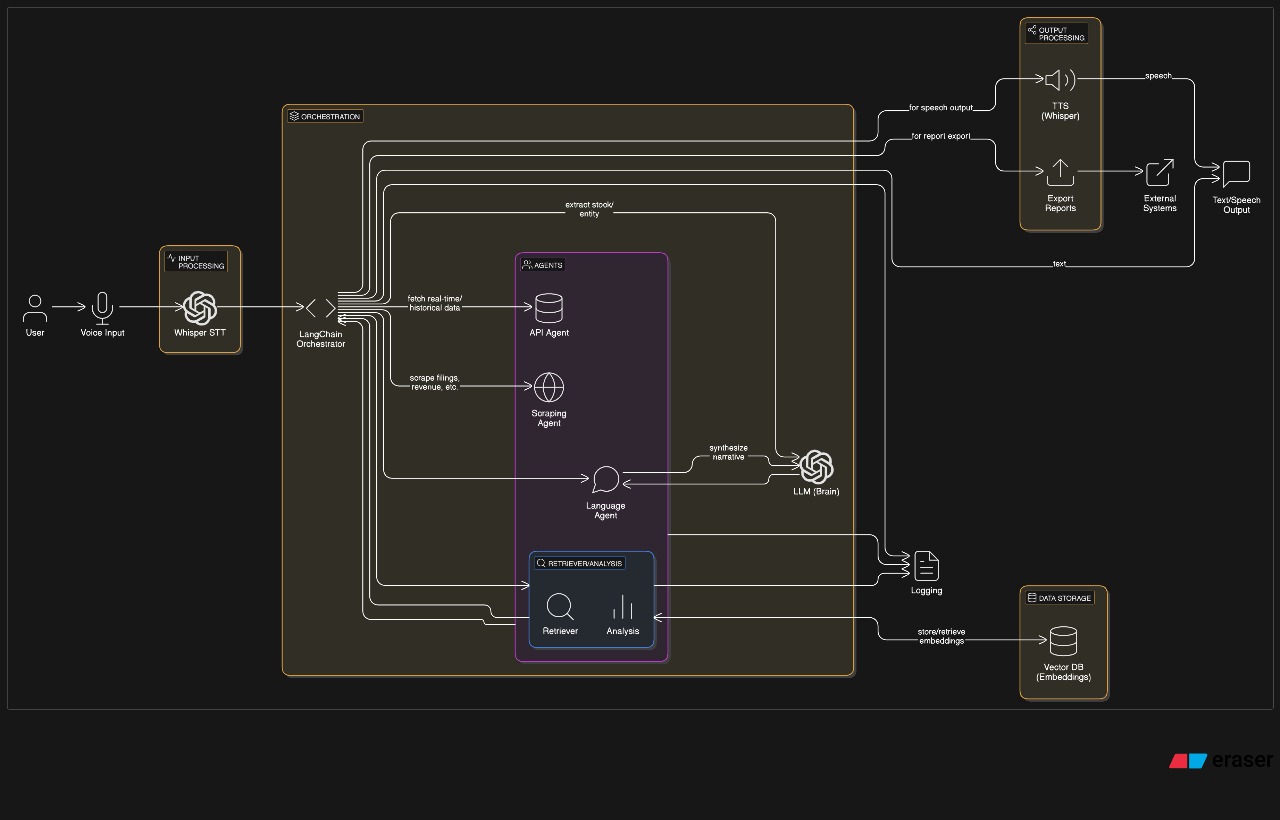 OUTPUT
PROCESSING
TTS
(Whisper)
Export
Reports
for speech output
for report export
speech
External
Systems
Text/Speech
Output
text
ORCHESTRATION
extract stock/
entity
INPUT
PROCESSING
User
Voice Input
Whisper STT
LangChain
Orchestrator
fetch real-time/
historical data
scrape filings,
revenue, etc.
AGENTS
API Agent
Scraping
Agent
Language
Agent
synthesize
narrative
LLM (Brain)
RETRIEVER/ANALYSIS
Retriever
Analysis
Logging
store/retrieve
embeddings
DATA STORAGE
Vector DB
(Embeddings)
eraser